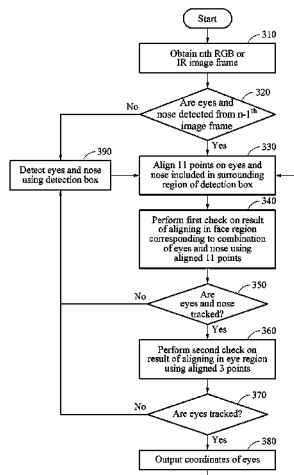 Start
310
Obtain nth RGB or
IR image frame
320
No
Are eyes and
nose detected from n-1th
image frame
Yes
390
Detect eyes and nose
using detection box
330
Align 11 points on eyes and
nose included in surrounding
region of detection box
340
Perform first check on result
of aligning in face region
corresponding to combination
of eyes and nose using
aligned 11 points
350
No
Are
eyes and nose
tracked?
Yes
360
Perform second check on
result of aligning in eye region
using aligned 3 points
370
No
Are eyes tracked?
Yes
380
Output coordinates of eyes